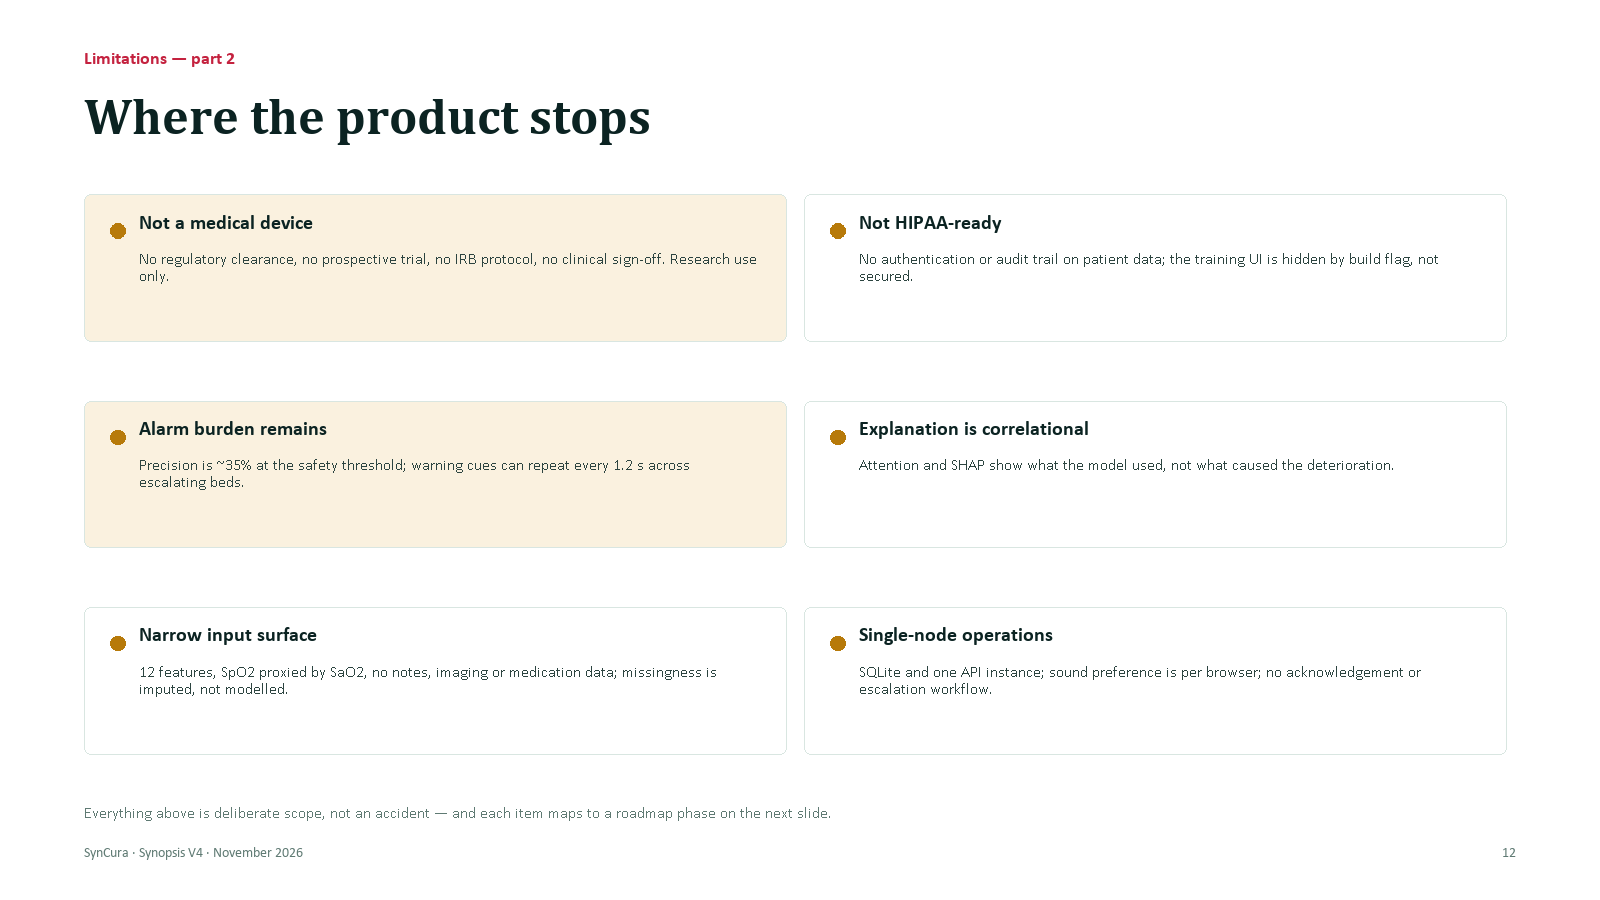 Limitations — part 2
Where the product stops
Not a medical device
No regulatory clearance, no prospective trial, no IRB protocol, no clinical sign-off. Research use
only.
Not HIPAA-ready
No authentication or audit trail on patient data; the training UI is hidden by build flag, not
secured.
Alarm burden remains
Precision is ~35% at the safety threshold; warning cues can repeat every 1.2 s across
escalating beds.
Explanation is correlational
Attention and SHAP show what the model used, not what caused the deterioration.
Narrow input surface
12 features, SpO2 proxied by SaO2, no notes, imaging or medication data; missingness is
imputed, not modelled.
Single-node operations
SQLite and one API instance; sound preference is per browser; no acknowledgement or
escalation workflow.
Everything above is deliberate scope, not an accident — and each item maps to a roadmap phase on the next slide.
SynCura · Synopsis V4 · November 2026
12